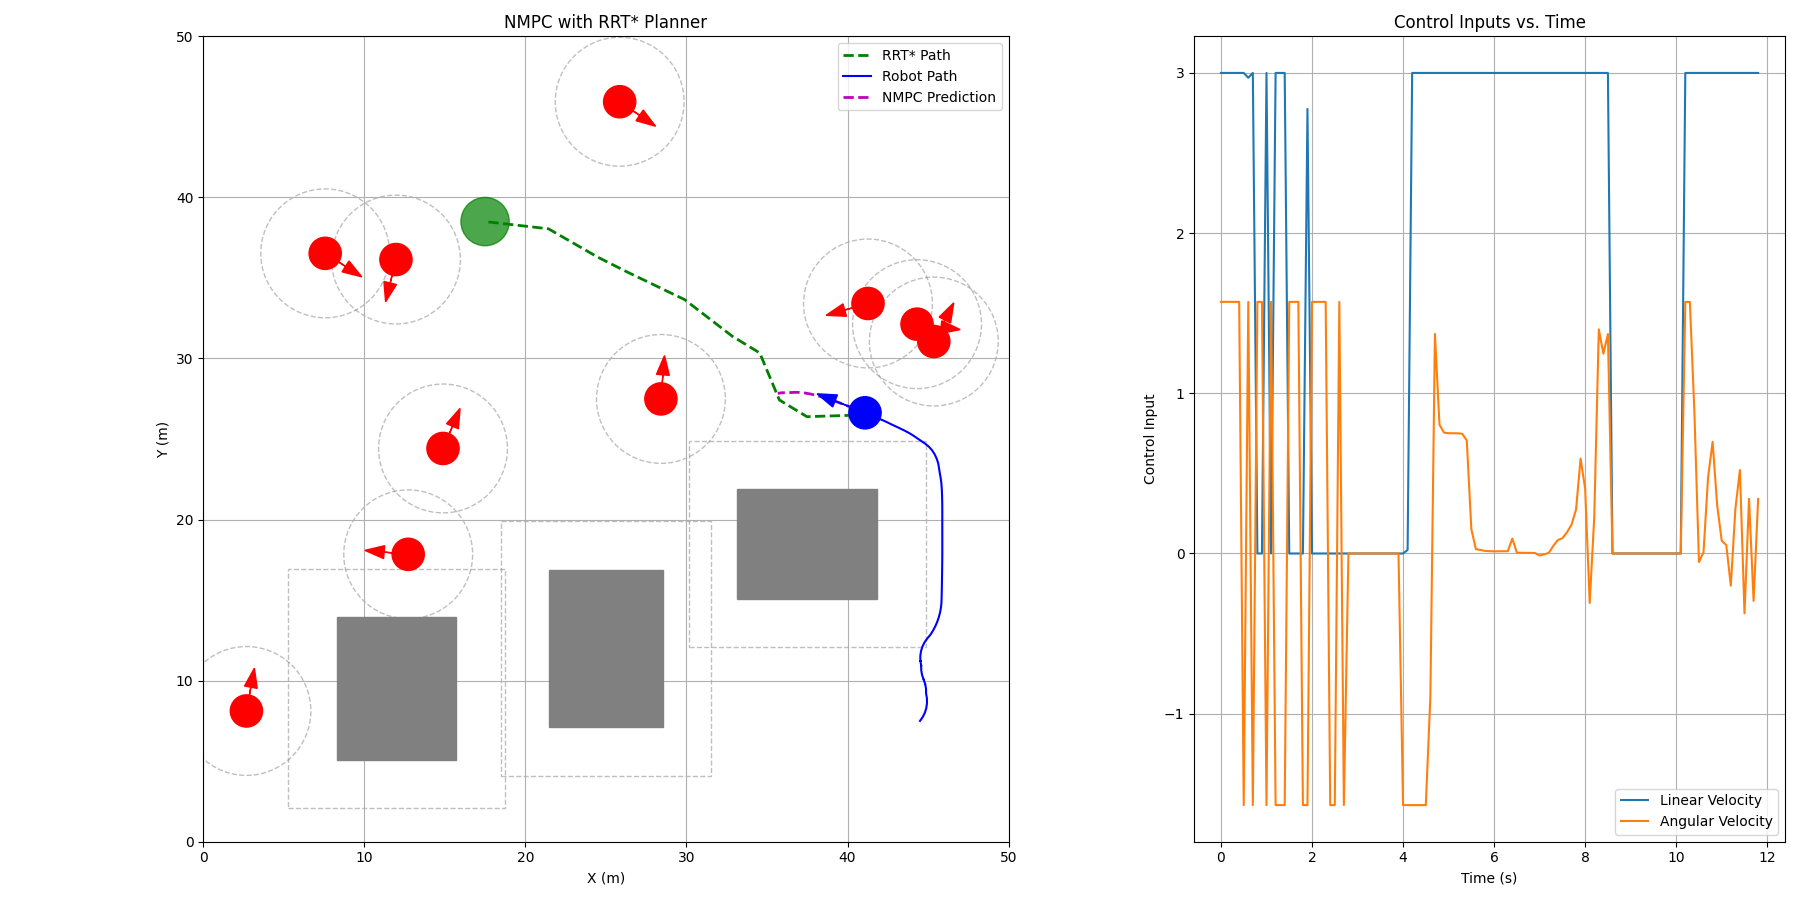 NMPC with RRT* Planner
50
40
30
20
10
0
Y (m)
0 10 20 30 40 50
X (m)
RRT* Path
Robot Path
NMPC Prediction
Control Inputs vs. Time
3
2
1
0
−1
Control Input
0 2 4 6 8 10 12
Time (s)
Linear Velocity
Angular Velocity